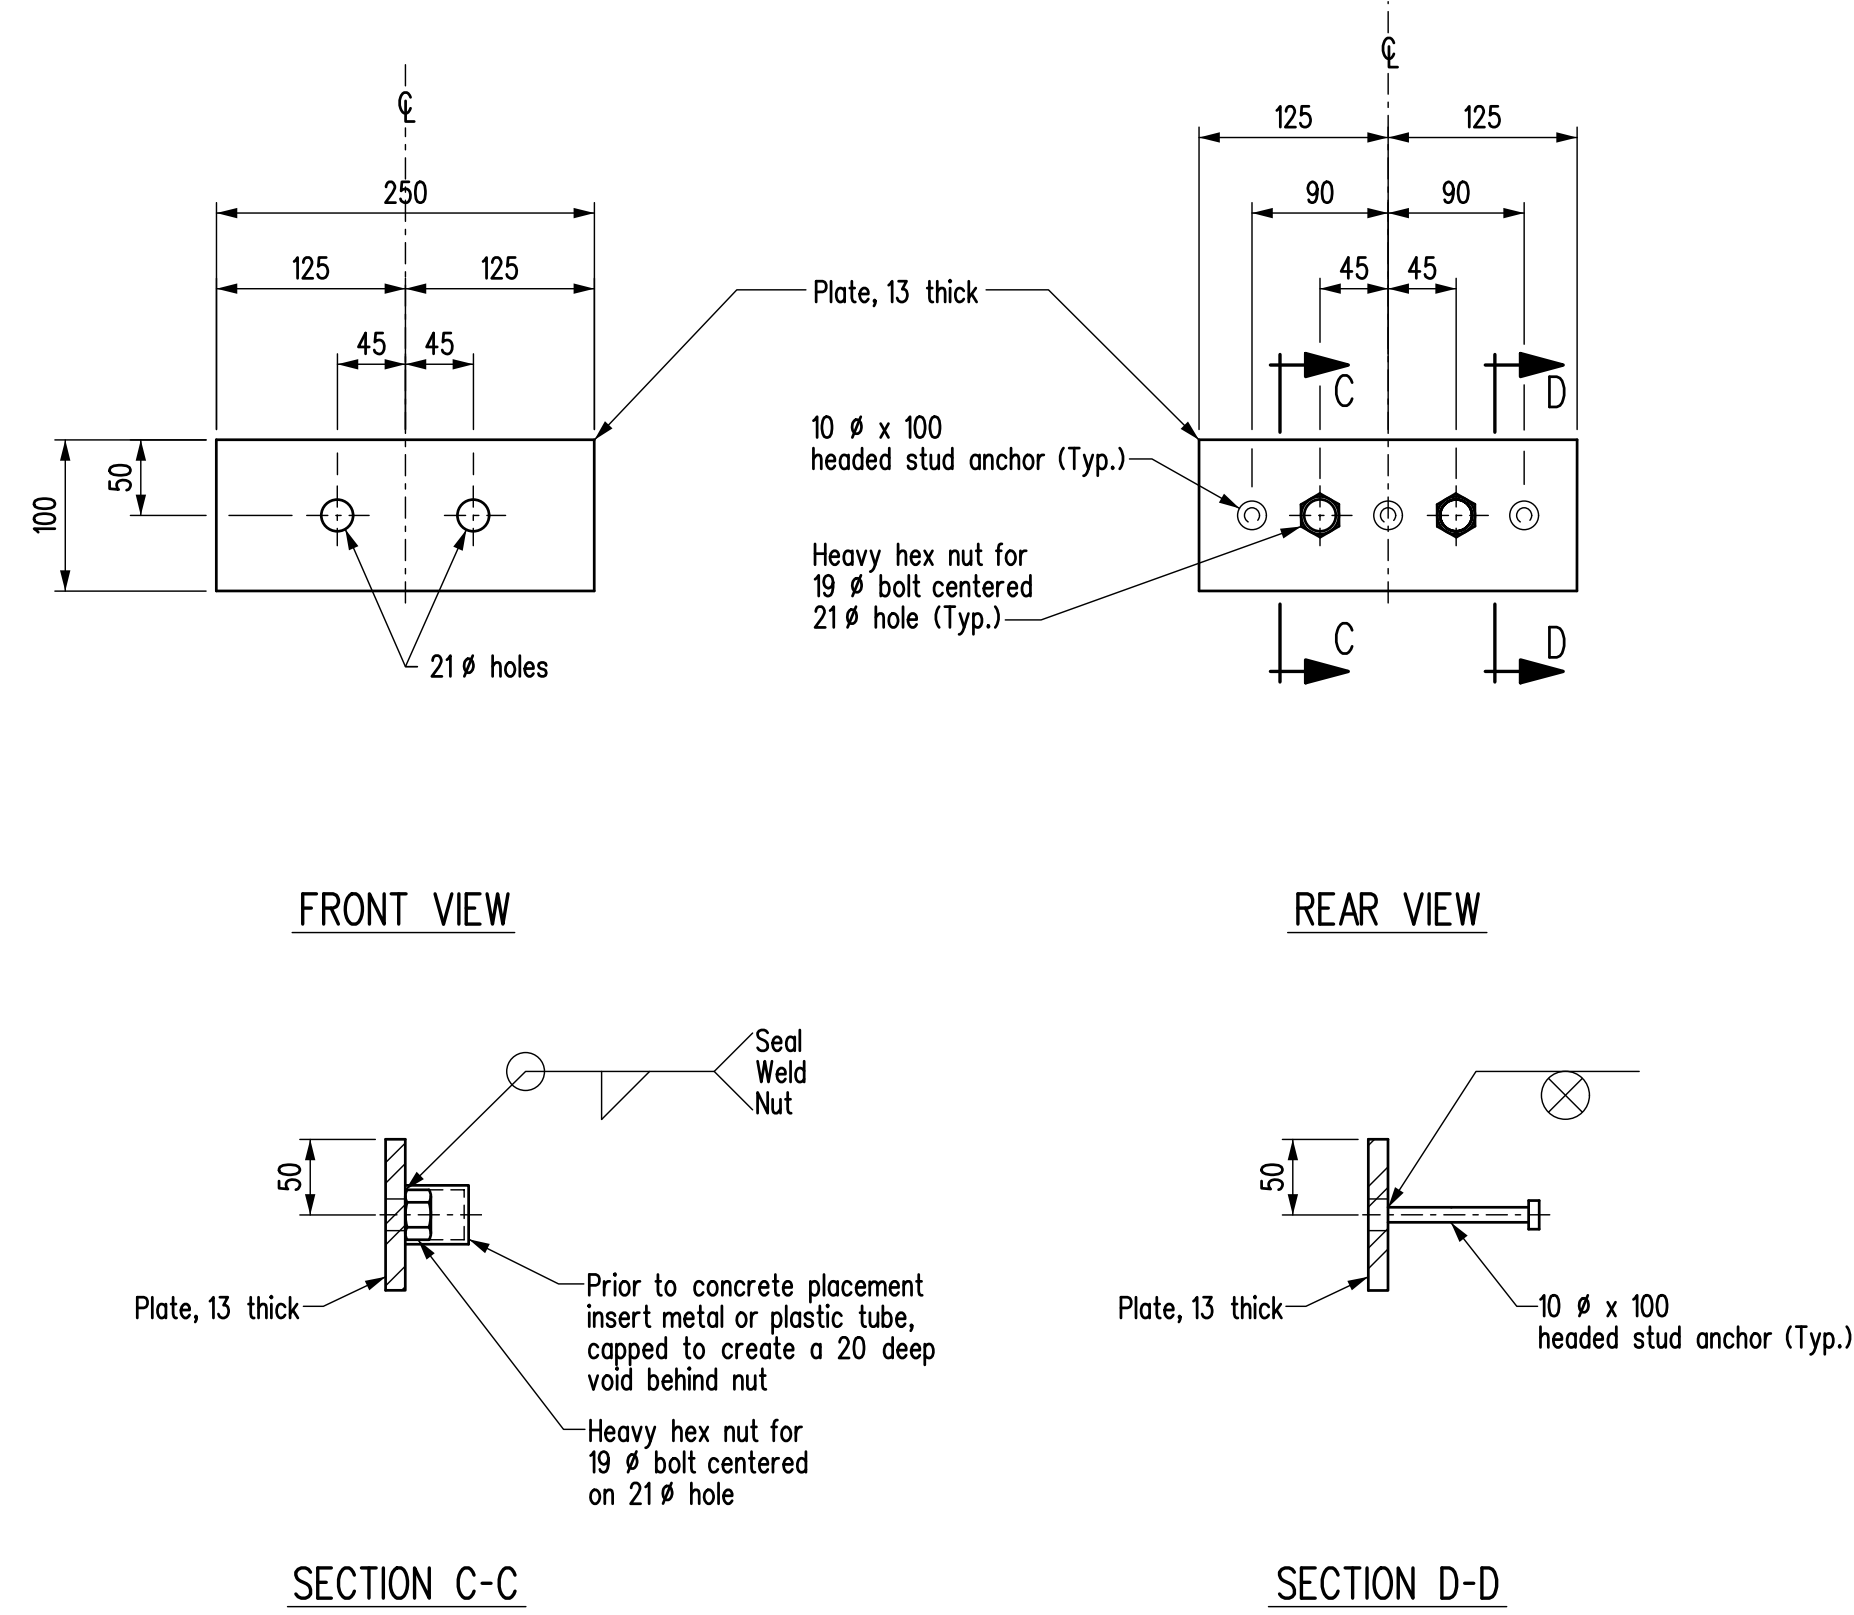 ℄
250
125 125
45 45
50
100
21 ø holes
FRONT VIEW
Plate, 13 thick
10 ø x 100
headed stud anchor (Typ.)
Heavy hex nut for
19 ø bolt centered
21 ø hole (Typ.)
℄
125 125
90 90
45 45
C D
C D
REAR VIEW
Seal
Weld
Nut
50
Plate, 13 thick
Prior to concrete placement
insert metal or plastic tube,
capped to create a 20 deep
void behind nut
Heavy hex nut for
19 ø bolt centered
on 21 ø hole
SECTION C-C
50
Plate, 13 thick
10 ø x 100
headed stud anchor (Typ.)
SECTION D-D